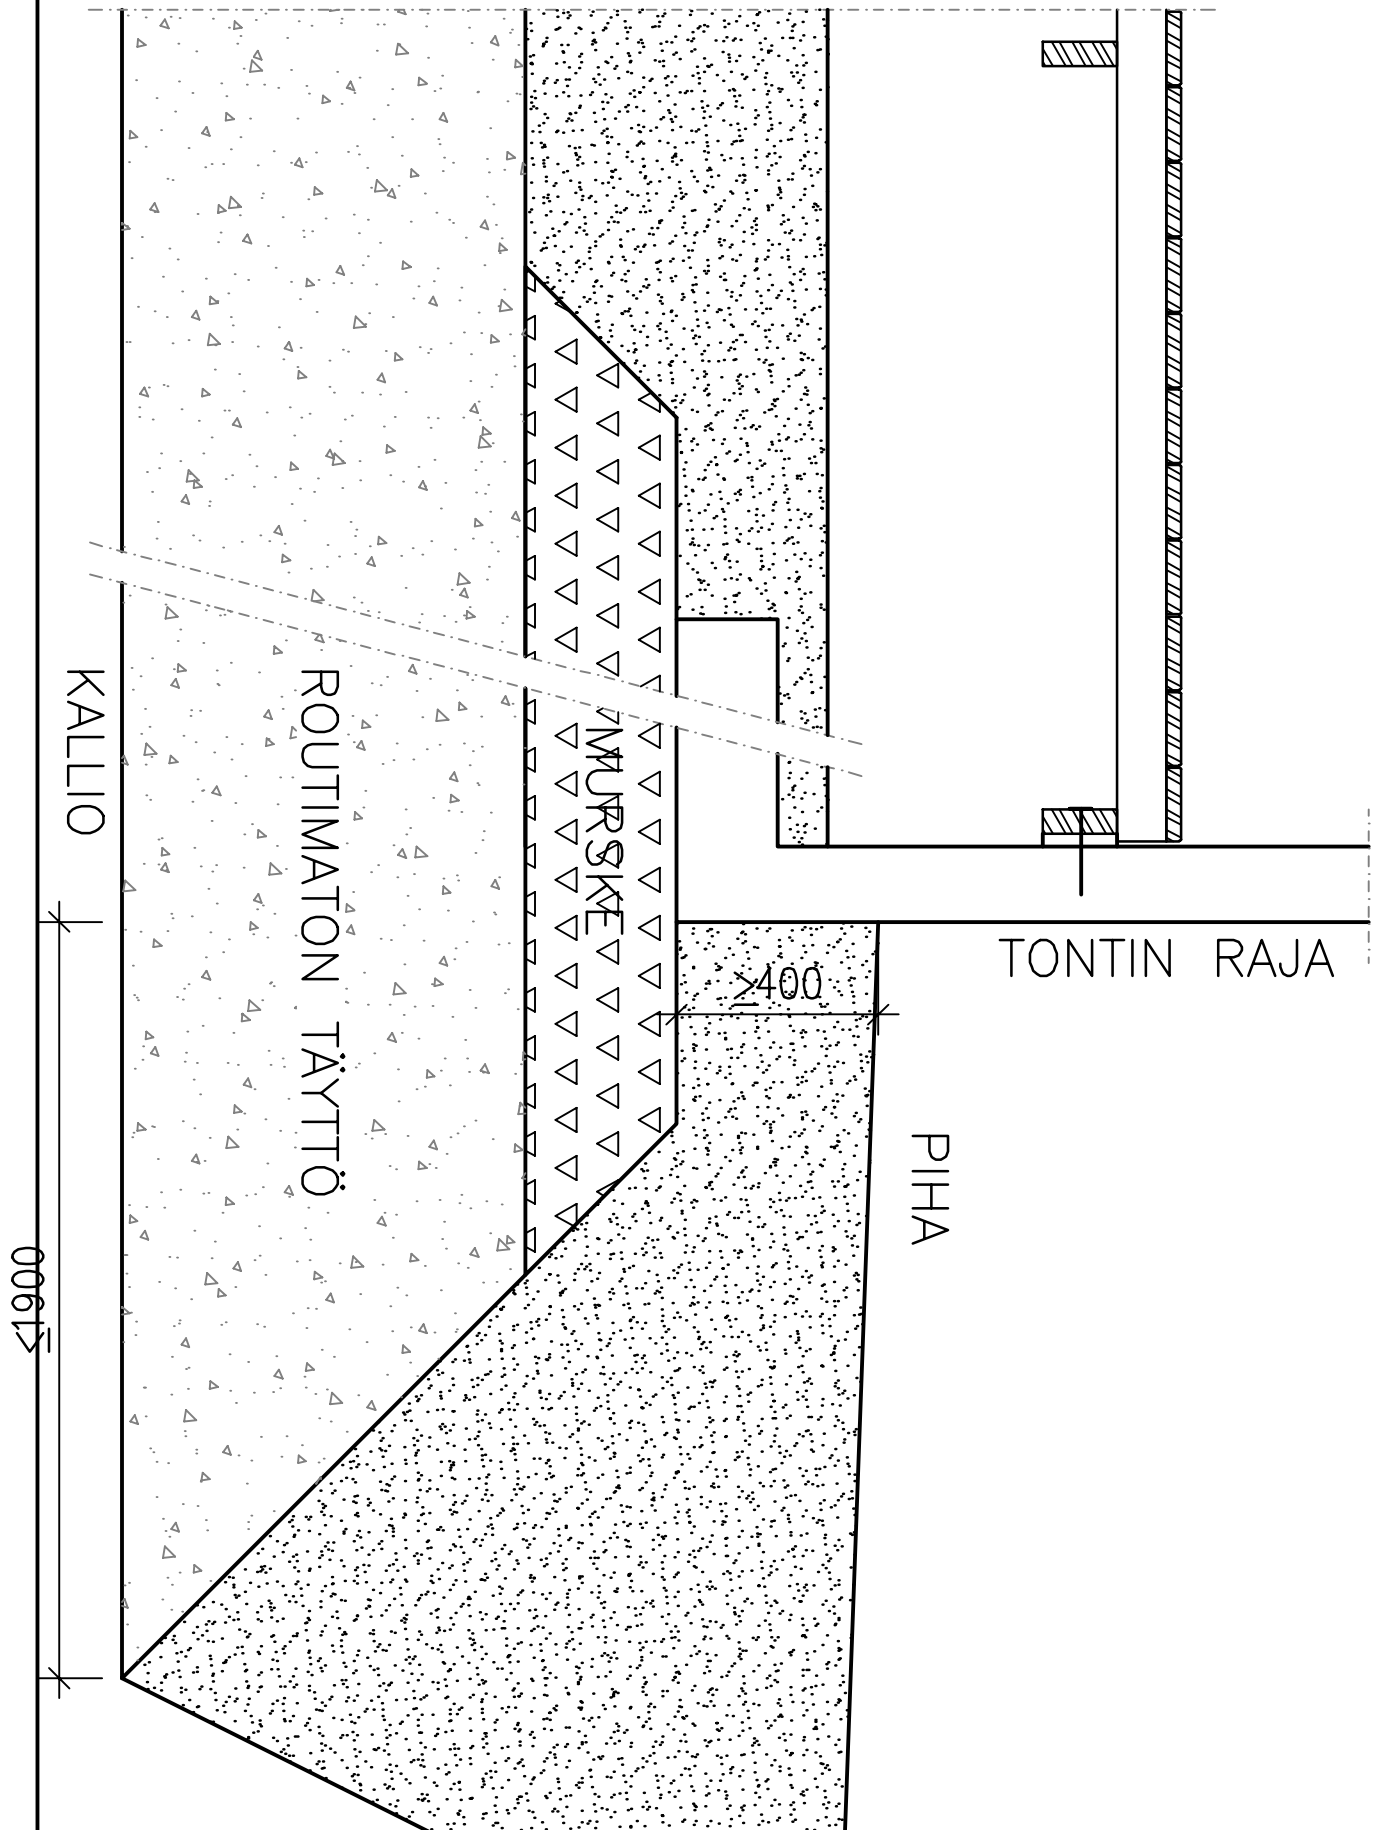 TONTIN RAJA
PIHA
≥400
MURSKE
ROUTIMATON TÄYTTÖ
KALLIO
≤1900